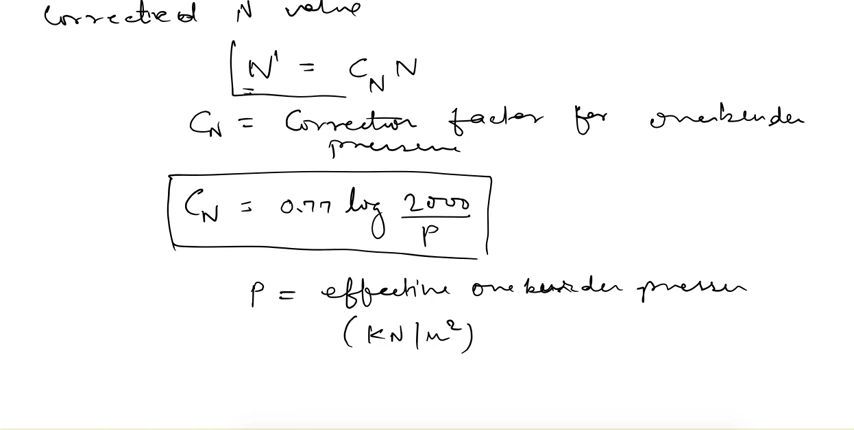 Corrected N value
N' = C_N N
C_N = Correction factor for overburden
pressure
C_N = 0.77 log 2000/P
P = effective overburden pressure
(KN/m²)